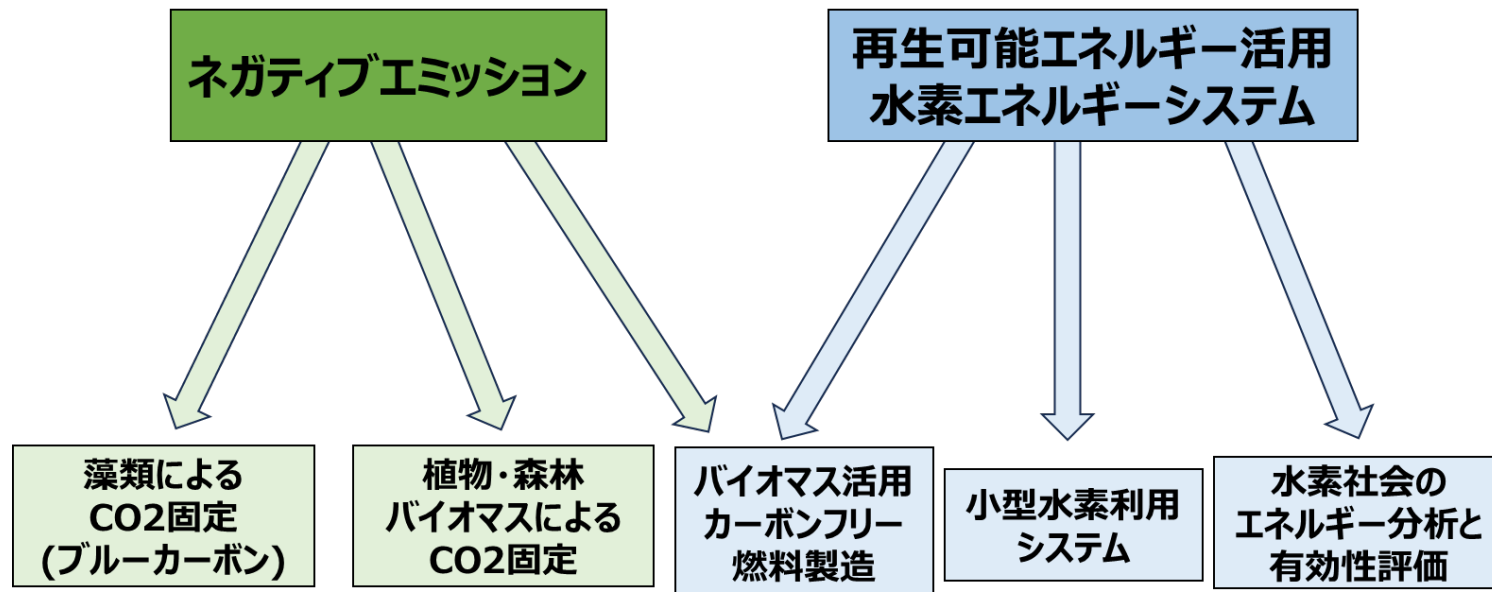 ネガティブエミッション
再生可能エネルギー活用
水素エネルギーシステム
藻類による
CO2固定
(ブルーカーボン)
植物・森林
バイオマスによる
CO2固定
バイオマス活用
カーボンフリー
燃料製造
小型水素利用
システム
水素社会の
エネルギー分析と
有効性評価